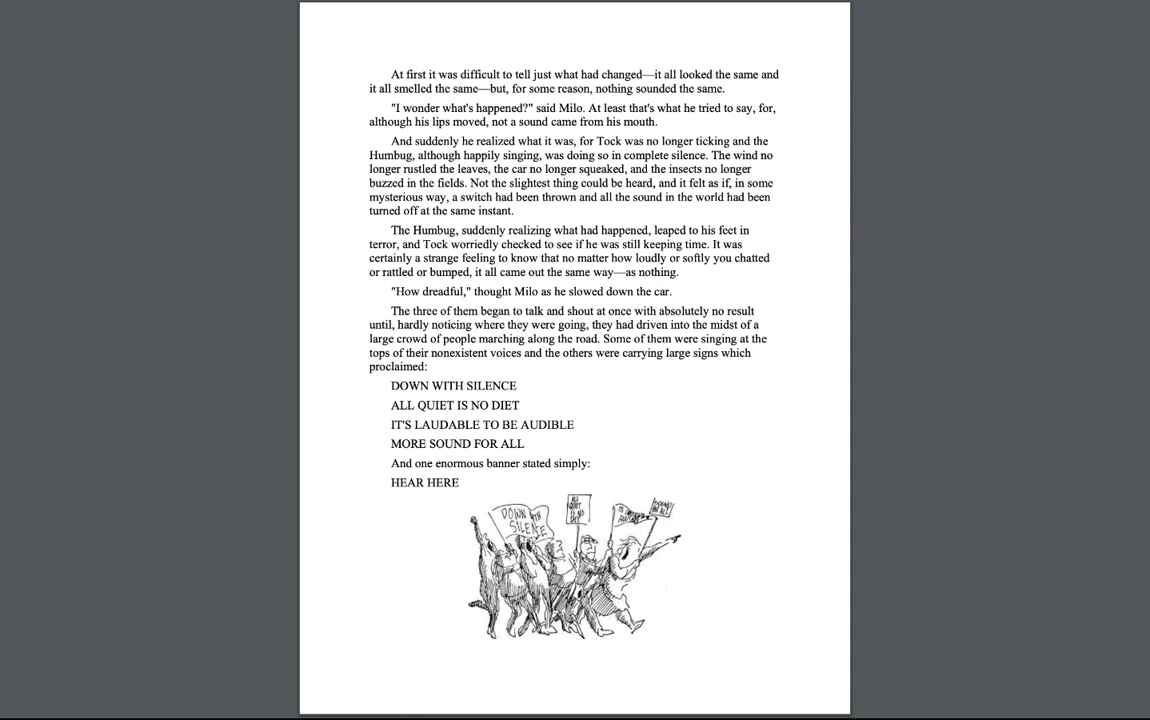 At first it was difficult to tell just what had changed—it all looked the same and
it all smelled the same—but, for some reason, nothing sounded the same.
"I wonder what's happened?" said Milo. At least that's what he tried to say, for,
although his lips moved, not a sound came from his mouth.
And suddenly he realized what it was, for Tock was no longer ticking and the
Humbug, although happily singing, was doing so in complete silence. The wind no
longer rustled the leaves, the car no longer squeaked, and the insects no longer
buzzed in the fields. Not the slightest thing could be heard, and it felt as if, in some
mysterious way, a switch had been thrown and all the sound in the world had been
turned off at the same instant.
The Humbug, suddenly realizing what had happened, leaped to his feet in
terror, and Tock worriedly checked to see if he was still keeping time. It was
certainly a strange feeling to know that no matter how loudly or softly you chatted
or rattled or bumped, it all came out the same way—as nothing.
"How dreadful," thought Milo as he slowed down the car.
The three of them began to talk and shout at once with absolutely no result
until, hardly noticing where they were going, they had driven into the midst of a
large crowd of people marching along the road. Some of them were singing at the
tops of their nonexistent voices and the others were carrying large signs which
proclaimed:
DOWN WITH SILENCE
ALL QUIET IS NO DIET
IT'S LAUDABLE TO BE AUDIBLE
MORE SOUND FOR ALL
And one enormous banner stated simply:
HEAR HERE
DOWN WITH
SILENCE
ALL
QUIET
IS NO
DIET